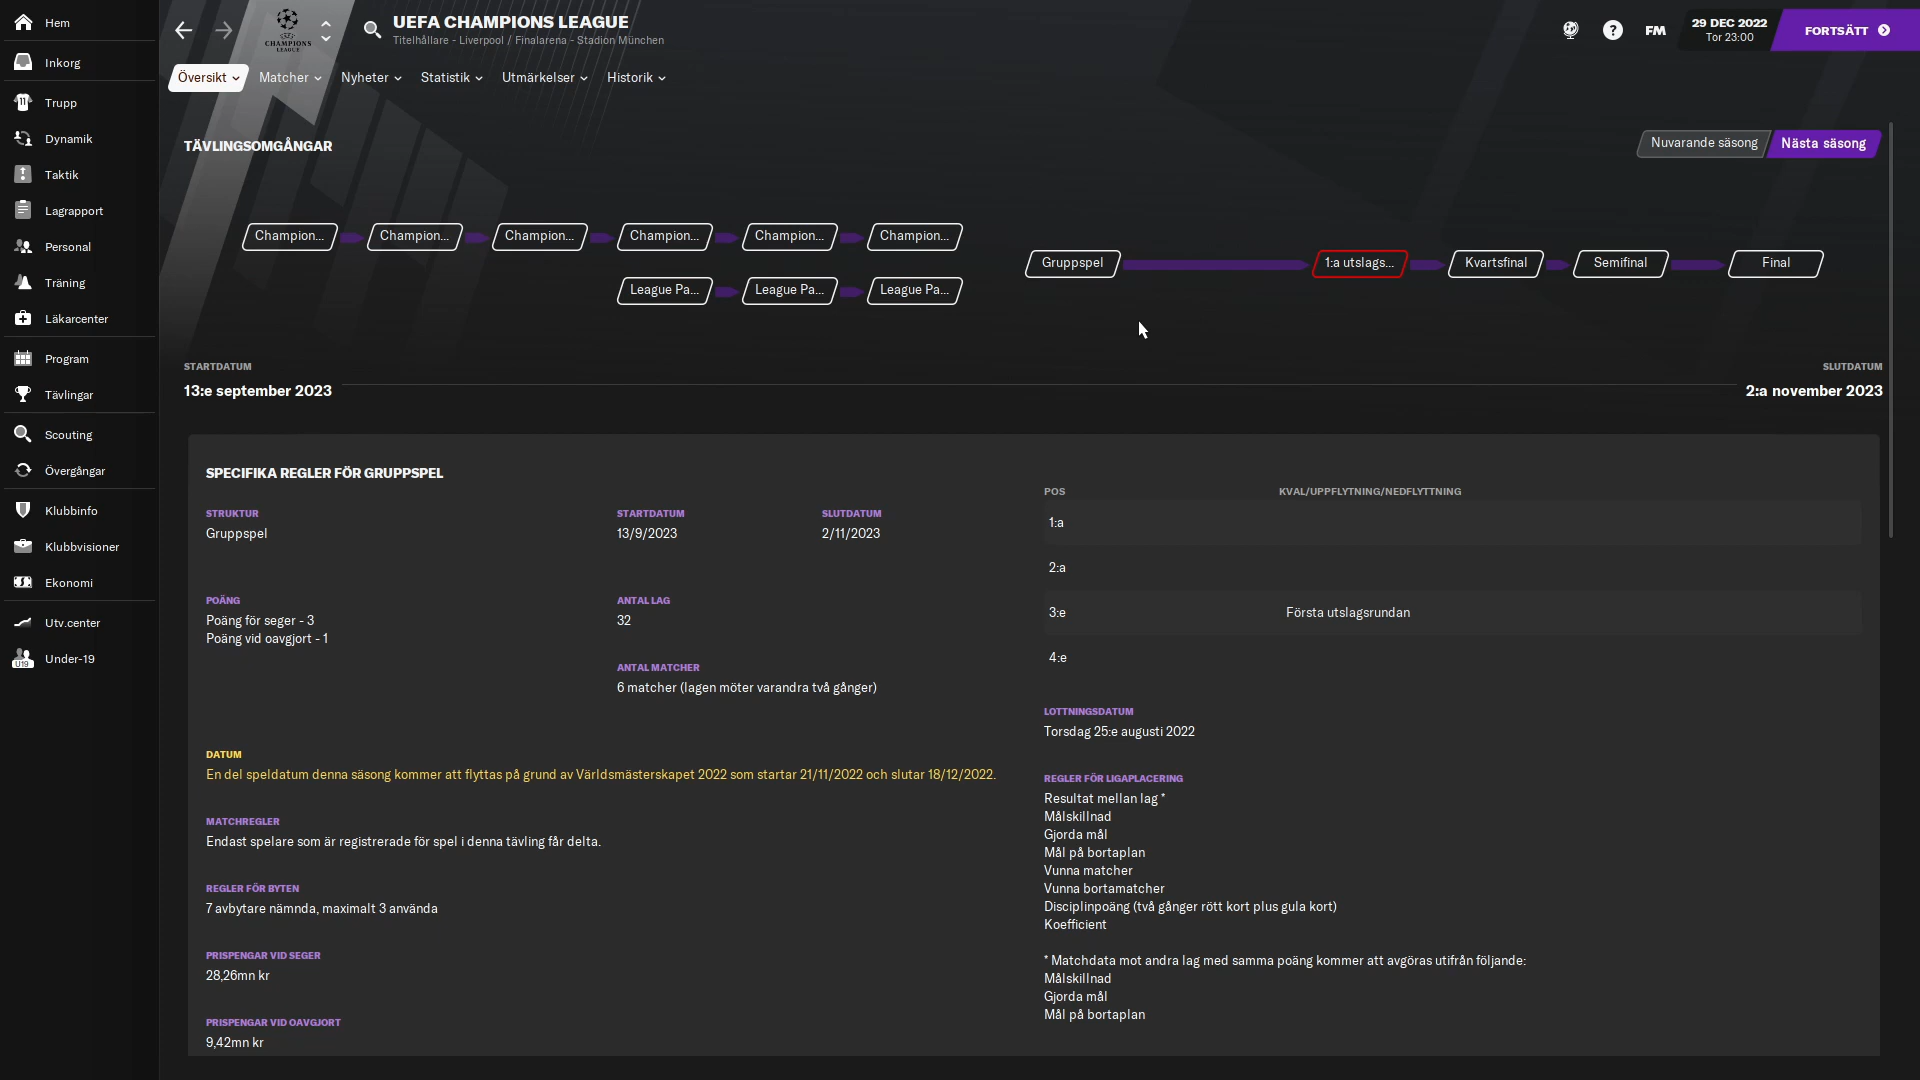 Hem
Inkorg
Trupp
Dynamik
Taktik
Lagrapport
Personal
Träning
Läkarcenter
Program
Tävlingar
Scouting
Övergångar
Klubbinfo
Klubbvisioner
Ekonomi
Utv.center
U19
Under-19
CHAMPIONS
LEAGUE
UEFA CHAMPIONS LEAGUE
Titelhållare - Liverpool / Finalarena - Stadion München
?
FM
29 DEC 2022
Tor 23:00
FORTSÄTT
Översikt
Matcher
Nyheter
Statistik
Utmärkelser
Historik
TÄVLINGSOMGÅNGAR
Nuvarande säsong
Nästa säsong
Champion...
Champion...
Champion...
Champion...
Champion...
Champion...
League Pa...
League Pa...
League Pa...
Gruppspel
1:a utslags...
Kvartsfinal
Semifinal
Final
STARTDATUM
13:e september 2023
SLUTDATUM
2:a november 2023
SPECIFIKA REGLER FÖR GRUPPSPEL
STRUKTUR
Gruppspel
STARTDATUM
13/9/2023
SLUTDATUM
2/11/2023
POÄNG
Poäng för seger - 3
Poäng vid oavgjort - 1
ANTAL LAG
32
ANTAL MATCHER
6 matcher (lagen möter varandra två gånger)
DATUM
En del speldatum denna säsong kommer att flyttas på grund av Världsmästerskapet 2022 som startar 21/11/2022 och slutar 18/12/2022.
MATCHREGLER
Endast spelare som är registrerade för spel i denna tävling får delta.
REGLER FÖR BYTEN
7 avbytare nämnda, maximalt 3 använda
PRISPENGAR VID SEGER
28,26mn kr
PRISPENGAR VID OAVGJORT
9,42mn kr
POS
KVAL/UPPFLYTNING/NEDFLYTTNING
1:a
2:a
3:e
Första utslagsrundan
4:e
LOTTNINGSDATUM
Torsdag 25:e augusti 2022
REGLER FÖR LIGAPLACERING
Resultat mellan lag *
Målskillnad
Gjorda mål
Mål på bortaplan
Vunna matcher
Vunna bortamatcher
Disciplinpoäng (två gånger rött kort plus gula kort)
Koefficient
* Matchdata mot andra lag med samma poäng kommer att avgöras utifrån följande:
Målskillnad
Gjorda mål
Mål på bortaplan